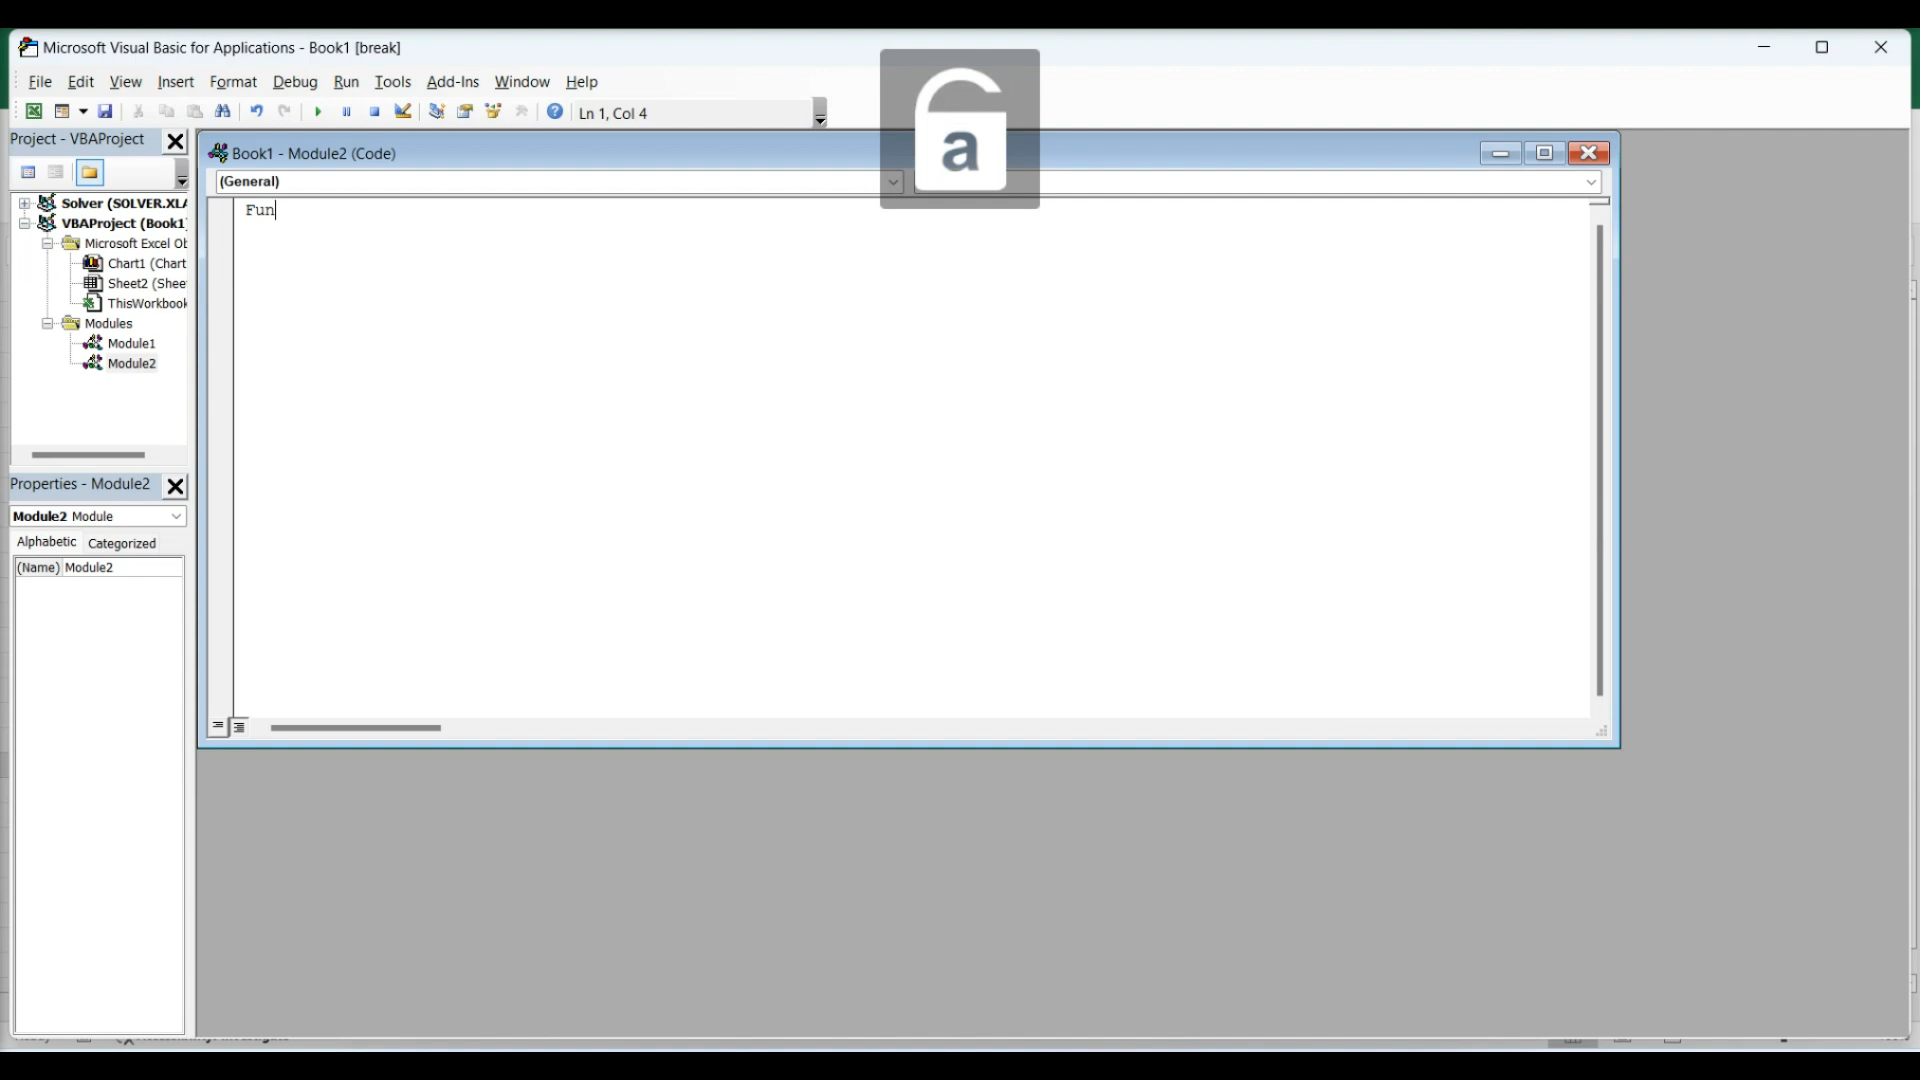 Microsoft Visual Basic for Applications - Book1 [break]
File Edit View Insert Format Debug Run Tools Add-Ins Window Help
Ln 1, Col 4
Project - VBAProject
Book1 - Module2 (Code)
(General)
a
Fun
Solver (SOLVER.XLA
VBAProject (Book1)
Microsoft Excel Ob
Chart1 (Chart
Sheet2 (Shee
ThisWorkbook
Modules
Module1
Module2
Properties - Module2
Module2 Module
Alphabetic Categorized
(Name) Module2